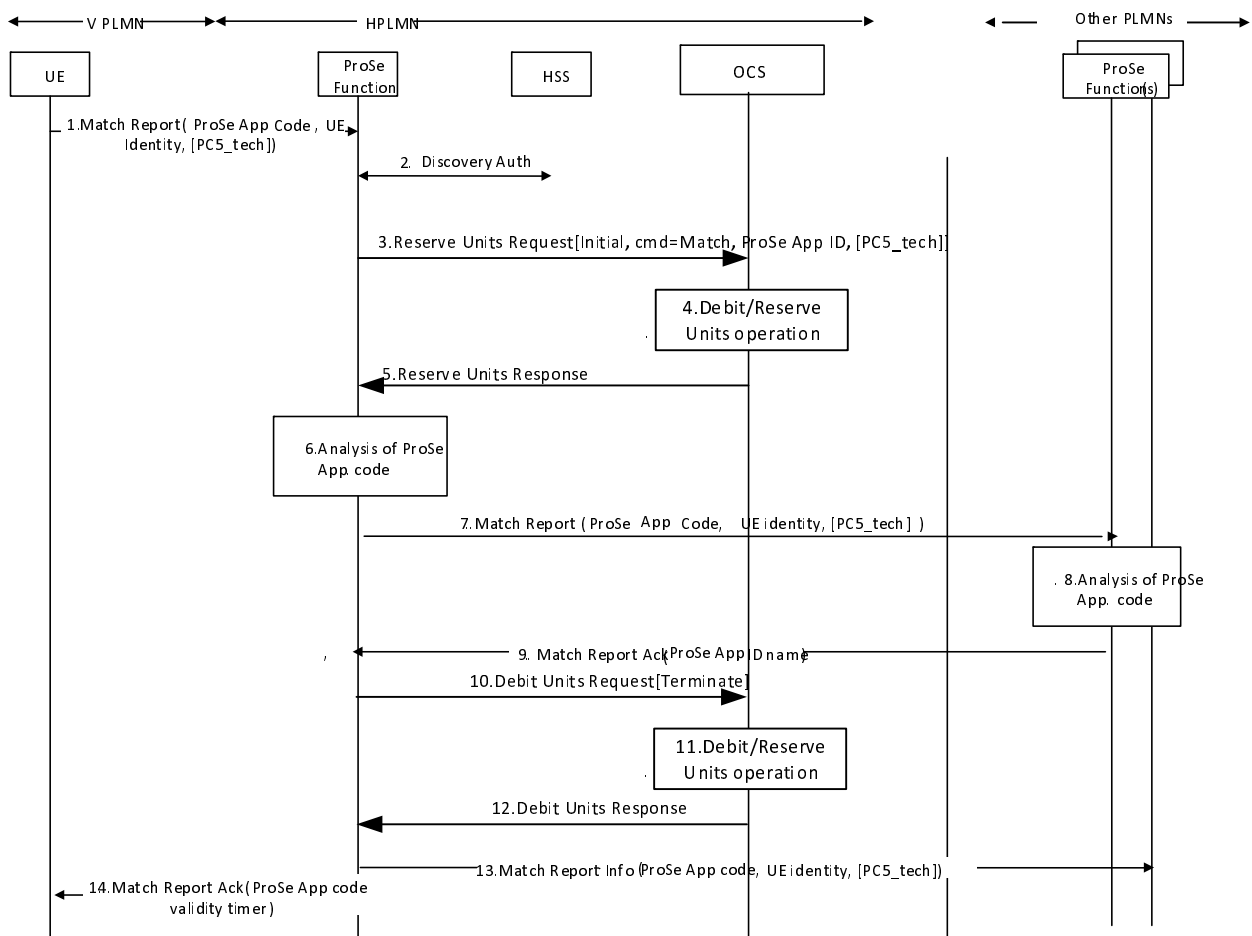 V PLMN
HPLMN
Other PLMNs
UE
ProSe
Function
HSS
OCS
ProSe
Function(s)
1.Match Report( ProSe App Code , UE
Identity, [PC5_tech])
2. Discovery Auth
3.Reserve Units Request[Initial, cmd=Match, ProSe App ID, [PC5_tech]]
4.Debit/Reserve
Units operation
5.Reserve Units Response
6.Analysis of ProSe
App. code
7.Match Report ( ProSe App Code, UE identity, [PC5_tech] )
. 8.Analysis of ProSe
App. code
9. Match Report Ack(ProSe App ID name)
10.Debit Units Request[Terminate]
11.Debit/Reserve
Units operation
12.Debit Units Response
13.Match Report Info (ProSe App code, UE identity, [PC5_tech])
14.Match Report Ack( ProSe App code
validity timer)